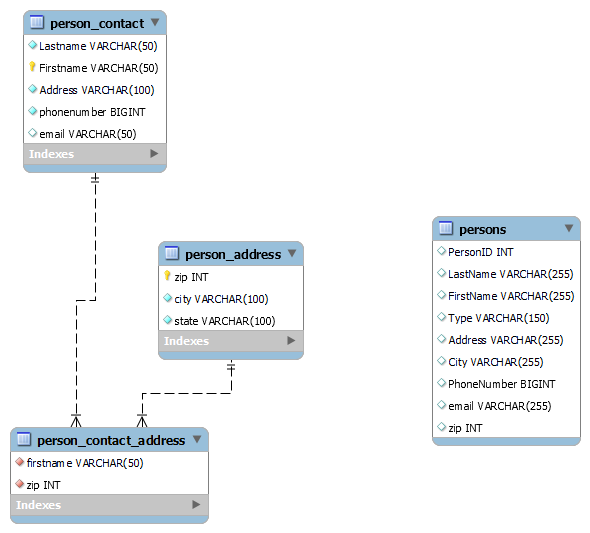 person_contact
Lastname VARCHAR(50)
Firstname VARCHAR(50)
Address VARCHAR(100)
phonenumber BIGINT
email VARCHAR(50)
Indexes
person_address
zip INT
city VARCHAR(100)
state VARCHAR(100)
Indexes
person_contact_address
firstname VARCHAR(50)
zip INT
Indexes
persons
PersonID INT
LastName VARCHAR(255)
FirstName VARCHAR(255)
Type VARCHAR(150)
Address VARCHAR(255)
City VARCHAR(255)
PhoneNumber BIGINT
email VARCHAR(255)
zip INT